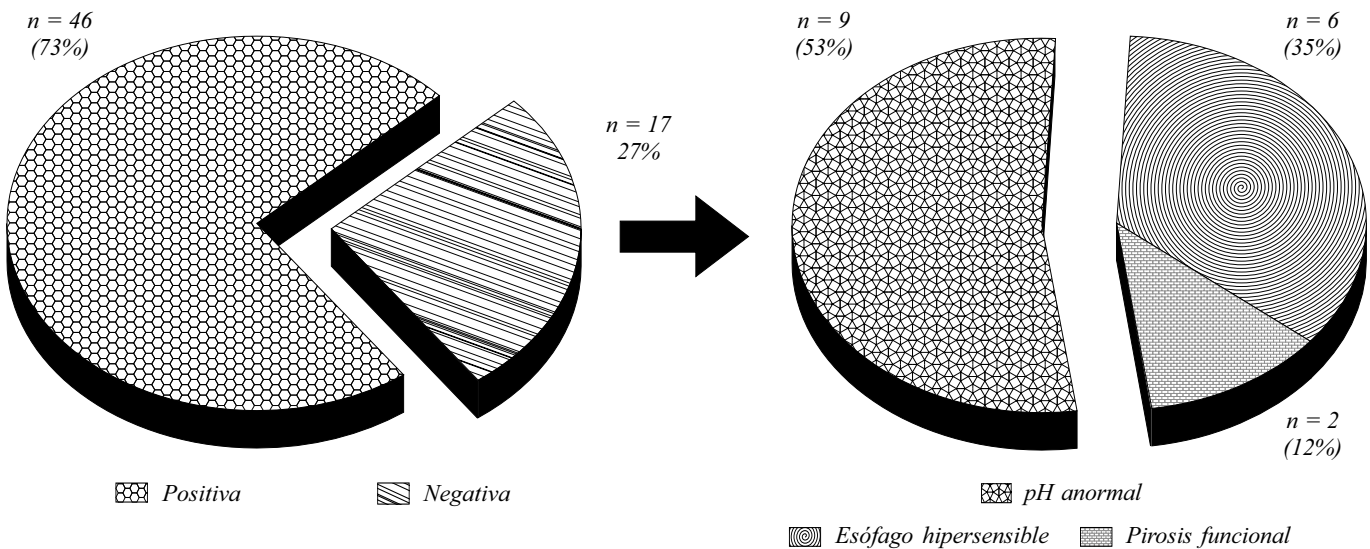 n = 46
(73%)
n = 17
27%
Positiva
Negativa
n = 9
(53%)
n = 6
(35%)
n = 2
(12%)
pH anormal
Esófago hipersensible
Pirosis funcional